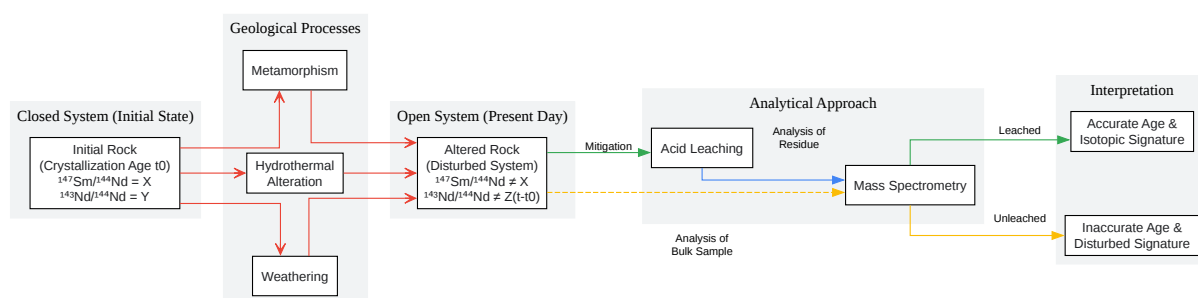 Geological Processes
Metamorphism
Closed System (Initial State)
Initial Rock
(Crystallization Age t0)
¹⁴⁷Sm/¹⁴⁴Nd = X
¹⁴³Nd/¹⁴⁴Nd = Y
Hydrothermal
Alteration
Weathering
Open System (Present Day)
Altered Rock
(Disturbed System)
¹⁴⁷Sm/¹⁴⁴Nd ≠ X
¹⁴³Nd/¹⁴⁴Nd ≠ Z(t-t0)
Mitigation
Analytical Approach
Acid Leaching
Analysis of
Residue
Mass Spectrometry
Analysis of
Bulk Sample
Leached
Unleached
Interpretation
Accurate Age &
Isotopic Signature
Inaccurate Age &
Disturbed Signature